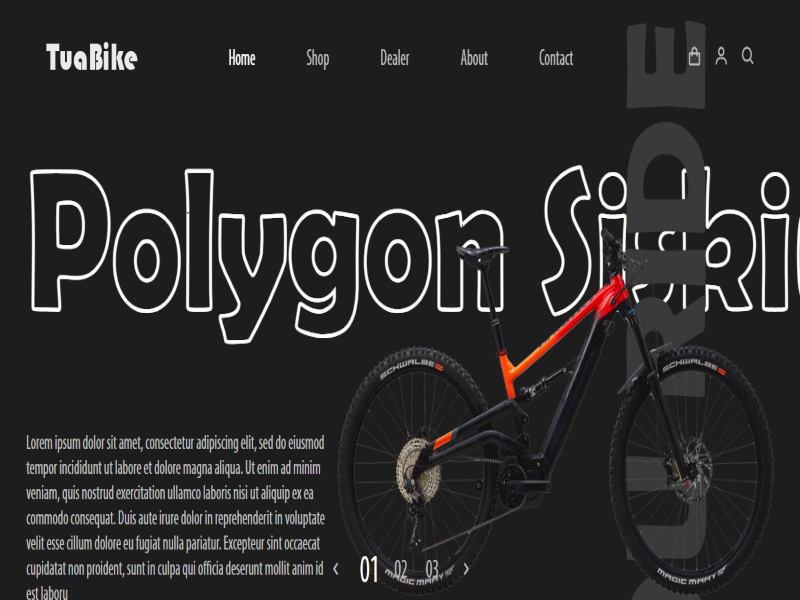 TuaBike
Home Shop Dealer About Contact
Polygon Siski
RIDE
SCHWALBE
SCHWALBE
Lorem ipsum dolor sit amet, consectetur adipiscing elit, sed do eiusmod
tempor incididunt ut labore et dolore magna aliqua. Ut enim ad minim
veniam, quis nostrud exercitation ullamco laboris nisi ut aliquip ex ea
commodo consequat. Duis aute irure dolor in reprehenderit in voluptate
velit esse cillum dolore eu fugiat nulla pariatur. Excepteur sint occaecat
cupidatat non proident, sunt in culpa qui officia deserunt mollit anim id
est laboru
‹ 01 02 03 ›
MAGIC MARY
MAGIC MARY